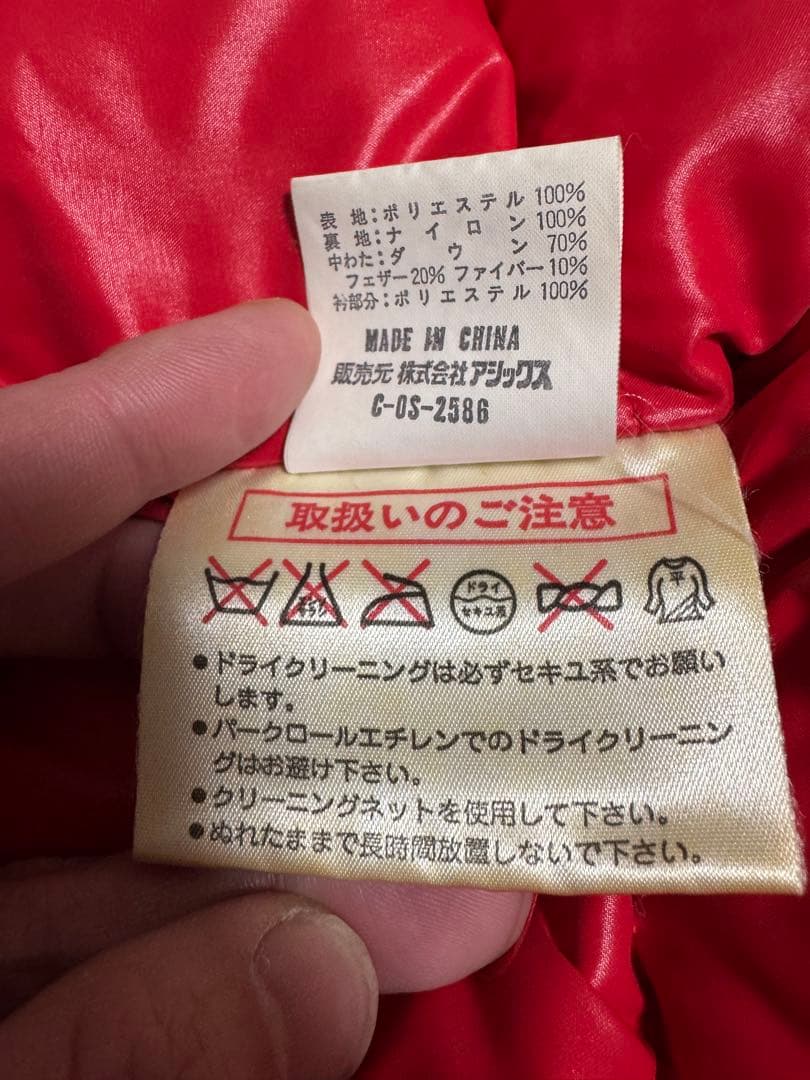 表 地:ポリエステル 100%
裏 地:ナ イ ロ ン 100%
中わた:ダ ウ ン 70%
フェザー20% ファイバー10%
衿部分:ポリエステル 100%
MADE IN CHINA
販売元 株式会社アシックス
C-OS-2586
取扱いのご注意
エンソ サラシ
ドライ
セキユ系
平
●ドライクリーニングは必ずセキユ系でお願い
します。
●パークロールエチレンでのドライクリーニン
グはお避け下さい。
●クリーニングネットを使用して下さい。
●ぬれたままで長時間放置しないで下さい。